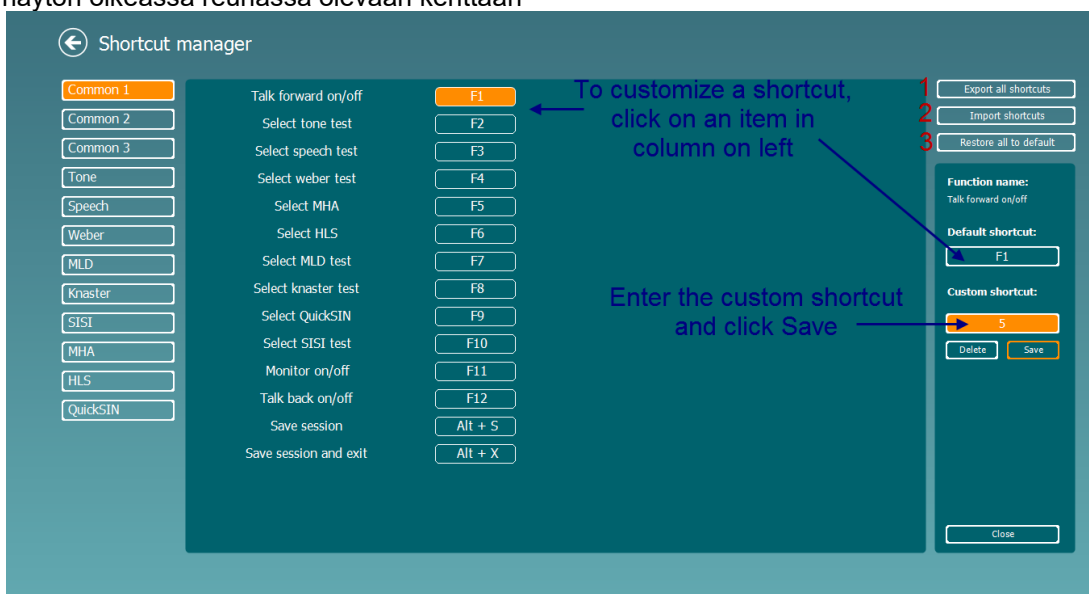 näytön oikeassa reunassa olevaan kenttään
Shortcut manager
Common 1
Common 2
Common 3
Tone
Speech
Weber
MLD
Knaster
SISI
MHA
HLS
QuickSIN
Talk forward on/off F1
Select tone test F2
Select speech test F3
Select weber test F4
Select MHA F5
Select HLS F6
Select MLD test F7
Select knaster test F8
Select QuickSIN F9
Select SISI test F10
Monitor on/off F11
Talk back on/off F12
Save session Alt + S
Save session and exit Alt + X
To customize a shortcut,
click on an item in
column on left
Enter the custom shortcut
and click Save
1 Export all shortcuts
2 Import shortcuts
3 Restore all to default
Function name:
Talk forward on/off
Default shortcut:
F1
Custom shortcut:
5
Delete Save
Close